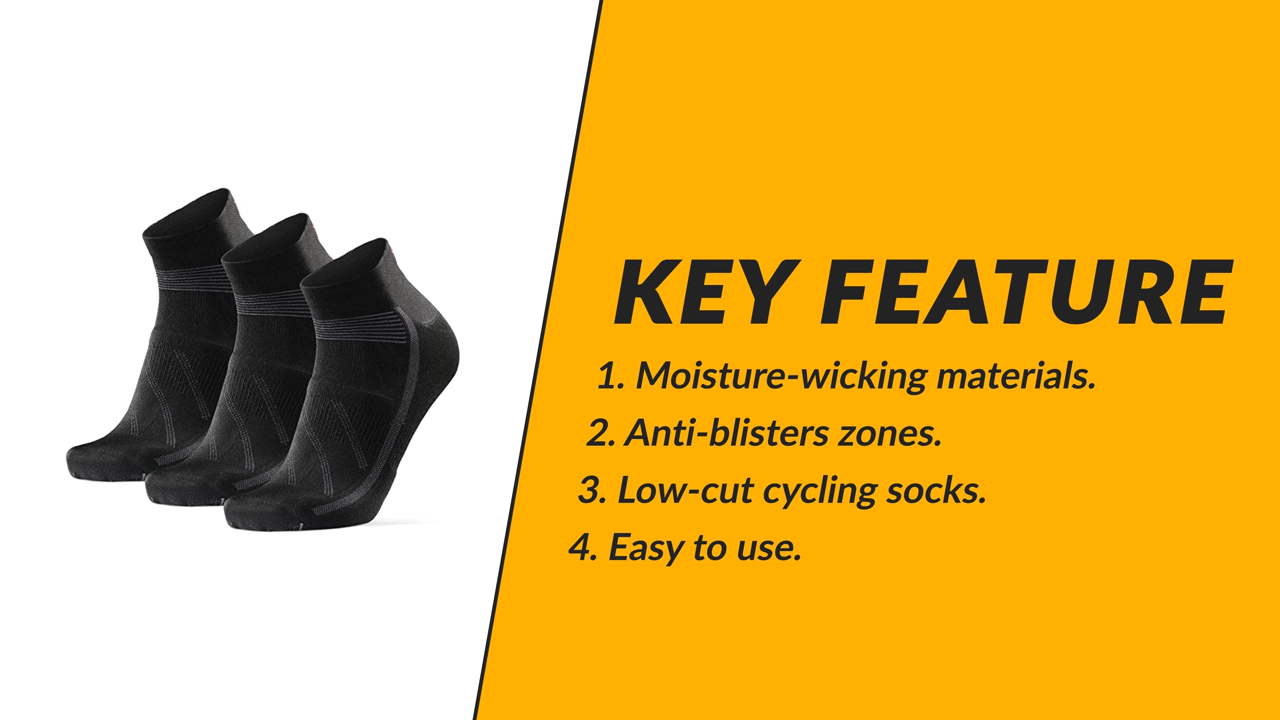 KEY FEATURE
1. Moisture-wicking materials.
2. Anti-blisters zones.
3. Low-cut cycling socks.
4. Easy to use.